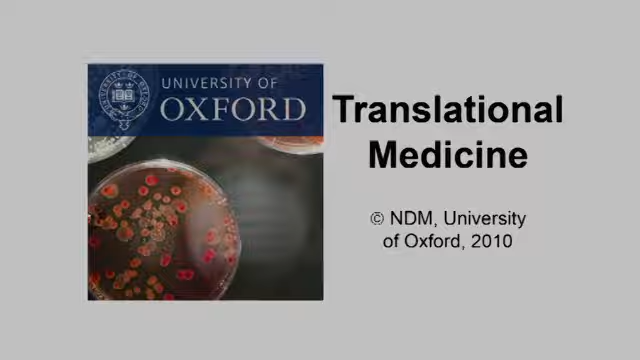 UNIVERSITY OF
OXFORD
Translational
Medicine
© NDM, University
of Oxford, 2010